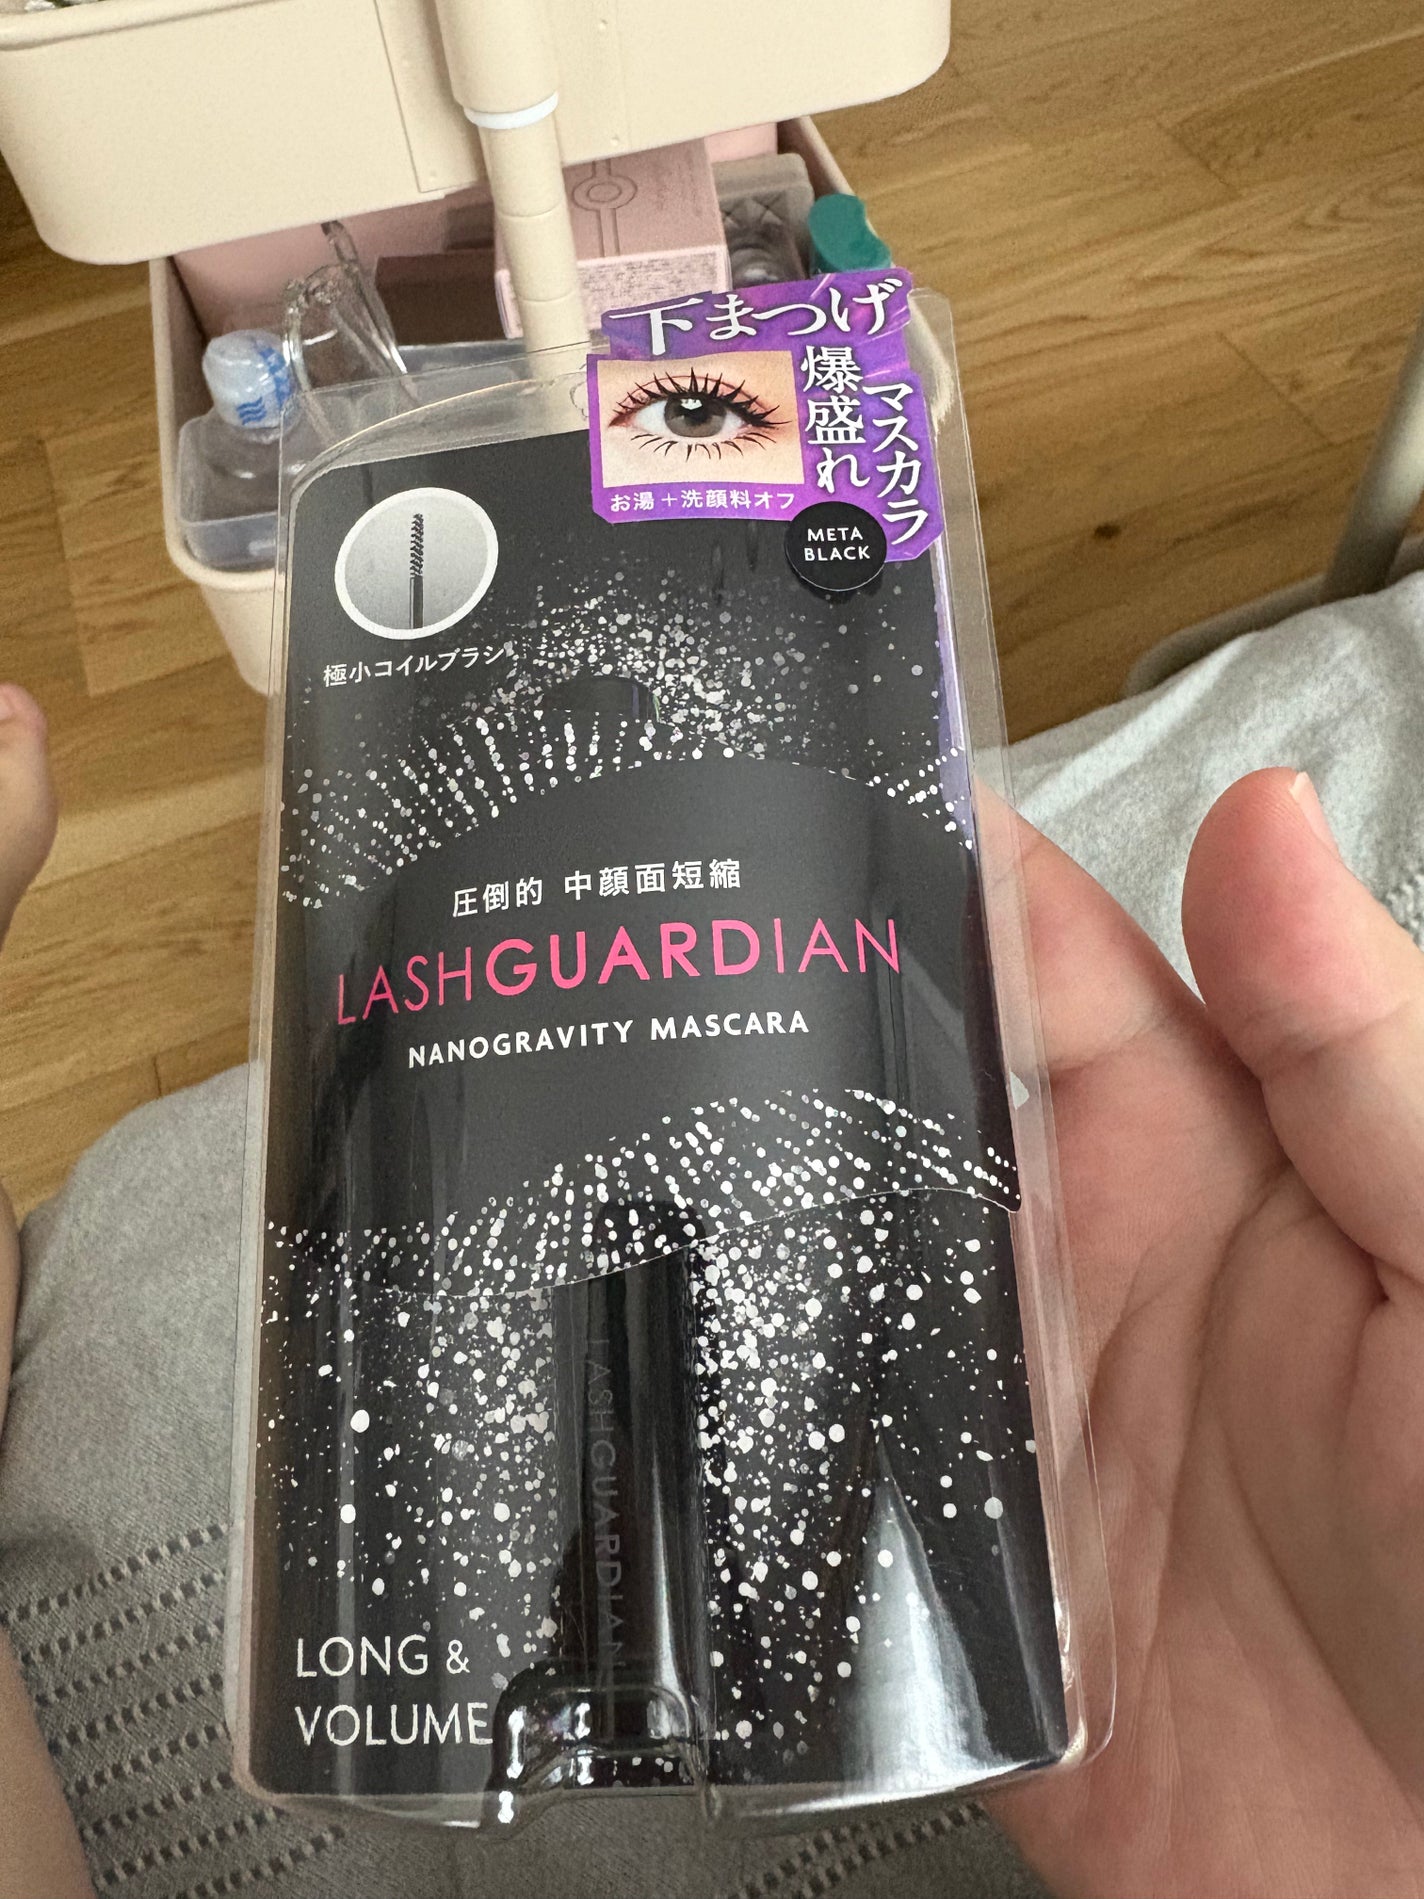 下まつげ
爆盛れ
マスカラ
お湯＋洗顔料オフ
META
BLACK
極小コイルブラシ
圧倒的 中顔面短縮
LASHGUARDIAN
NANOGRAVITY MASCARA
LASHGUARDIAN
LONG &
VOLUME